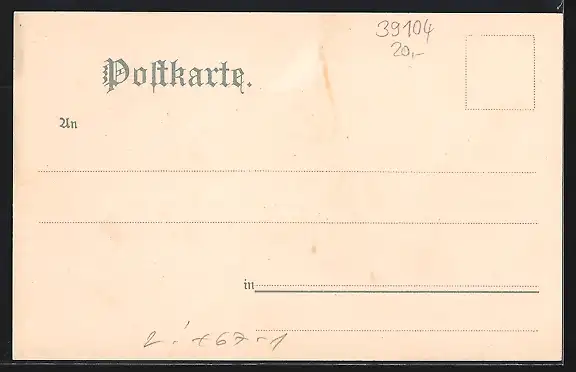 39104
20,-
Postkarte.
An
in